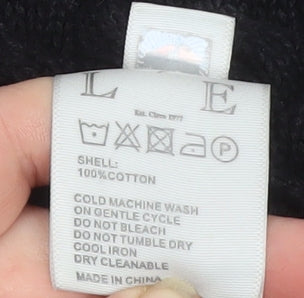 L E
Est. Circa 1977
P
SHELL:
100%COTTON
COLD MACHINE WASH
ON GENTLE CYCLE
DO NOT BLEACH
DO NOT TUMBLE DRY
COOL IRON
DRY CLEANABLE
MADE IN CHINA